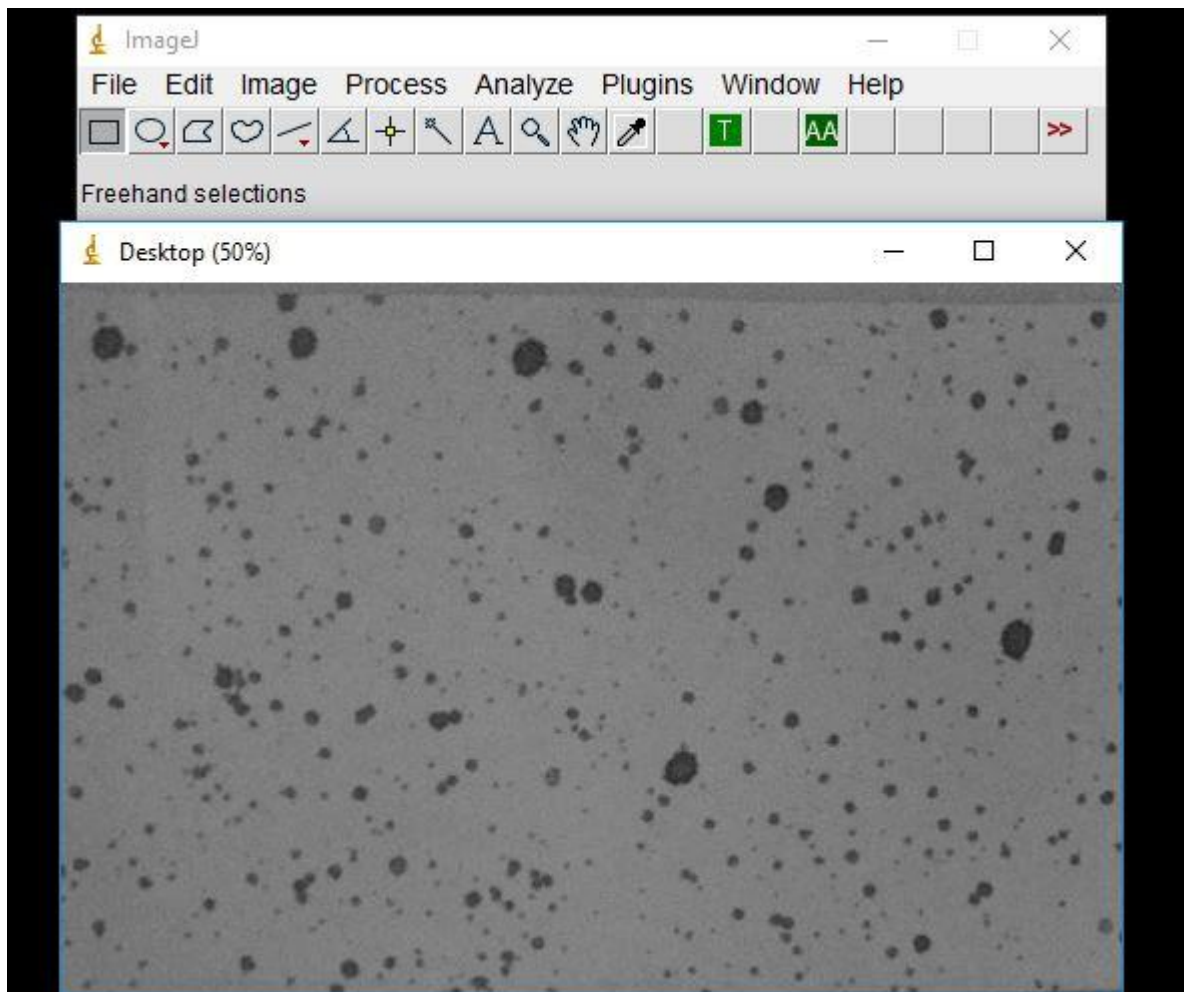 ImageJ
File Edit Image Process Analyze Plugins Window Help
A T AA >>
Freehand selections
Desktop (50%)